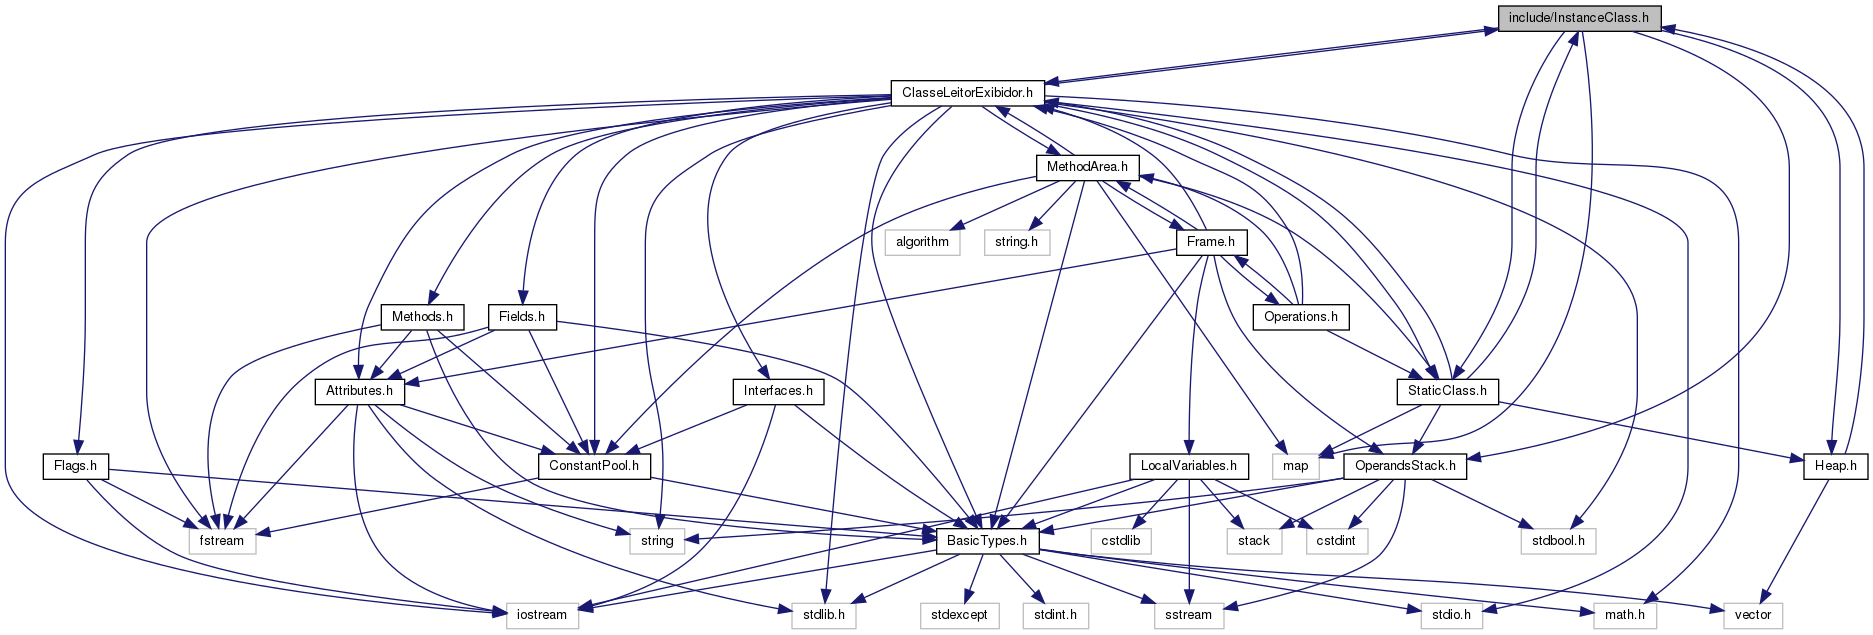 include/InstanceClass.h
ClasseLeitorExibidor.h
MethodArea.h
algorithm
string.h
Frame.h
Methods.h
Fields.h
Operations.h
Attributes.h
Interfaces.h
StaticClass.h
Flags.h
ConstantPool.h
LocalVariables.h
map
OperandsStack.h
Heap.h
fstream
string
BasicTypes.h
cstdlib
stack
cstdint
stdbool.h
iostream
stdlib.h
stdexcept
stdint.h
sstream
stdio.h
math.h
vector